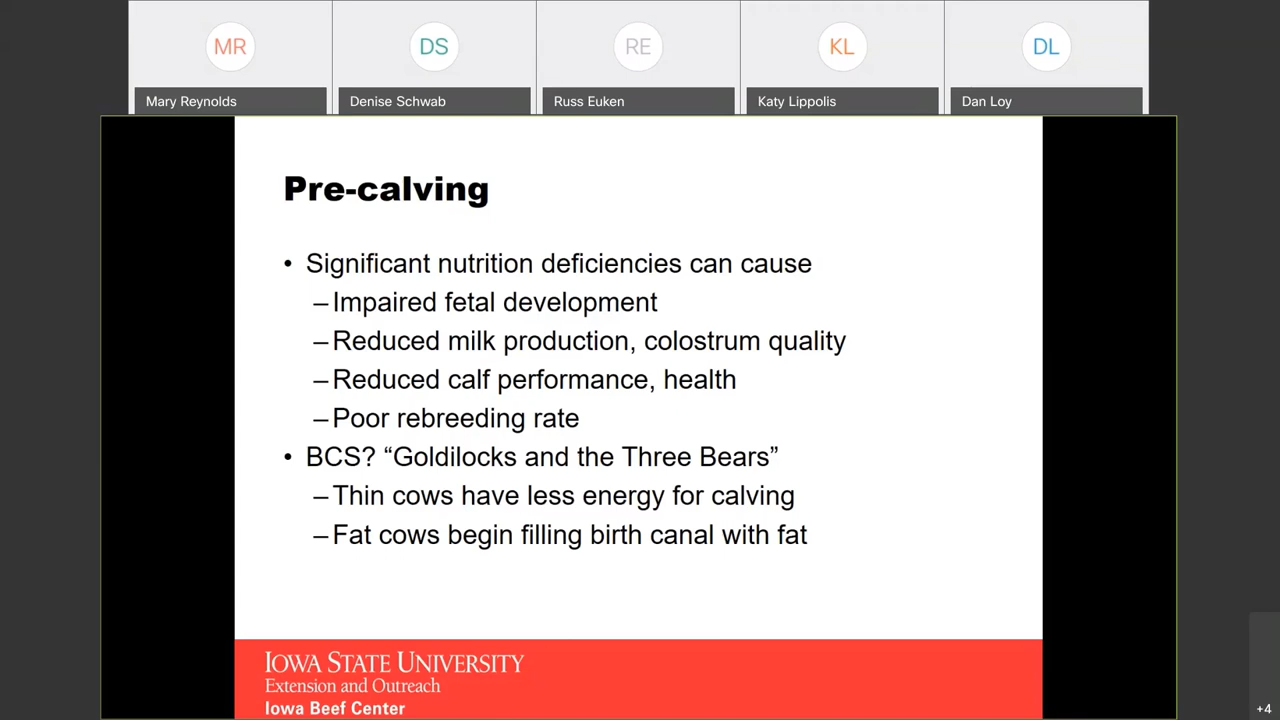 MR
DS
RE
KL
DL
Mary Reynolds
Denise Schwab
Russ Euken
Katy Lippolis
Dan Loy
Pre-calving
• Significant nutrition deficiencies can cause
–Impaired fetal development
–Reduced milk production, colostrum quality
–Reduced calf performance, health
–Poor rebreeding rate
• BCS? “Goldilocks and the Three Bears”
–Thin cows have less energy for calving
–Fat cows begin filling birth canal with fat
IOWA STATE UNIVERSITY
Extension and Outreach
Iowa Beef Center
+4